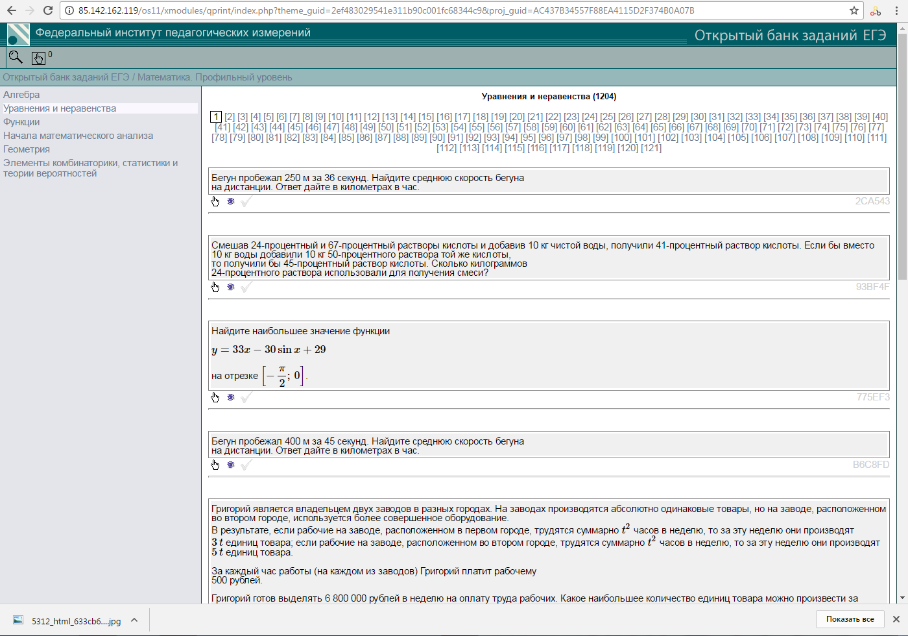 85.142.162.119/os11/xmodules/qprint/index.php?theme_guid=2ef483029541e311b90c001fc68344c9&proj_guid=AC437B34557F88EA4115D2F374B0A07B
Федеральный институт педагогических измерений
Открытый банк заданий ЕГЭ
0
Открытый банк заданий ЕГЭ / Математика. Профильный уровень
Алгебра
Уравнения и неравенства
Функции
Начала математического анализа
Геометрия
Элементы комбинаторики, статистики и
теории вероятностей
Уравнения и неравенства (1204)
1 [2] [3] [4] [5] [6] [7] [8] [9] [10] [11] [12] [13] [14] [15] [16] [17] [18] [19] [20] [21] [22] [23] [24] [25] [26] [27] [28] [29] [30] [31] [32] [33] [34] [35] [36] [37] [38] [39] [40]
[41] [42] [43] [44] [45] [46] [47] [48] [49] [50] [51] [52] [53] [54] [55] [56] [57] [58] [59] [60] [61] [62] [63] [64] [65] [66] [67] [68] [69] [70] [71] [72] [73] [74] [75] [76] [77]
[78] [79] [80] [81] [82] [83] [84] [85] [86] [87] [88] [89] [90] [91] [92] [93] [94] [95] [96] [97] [98] [99] [100] [101] [102] [103] [104] [105] [106] [107] [108] [109] [110] [111]
[112] [113] [114] [115] [116] [117] [118] [119] [120] [121]
Бегун пробежал 250 м за 36 секунд. Найдите среднюю скорость бегуна
на дистанции. Ответ дайте в километрах в час.
2CA543
Смешав 24-процентный и 67-процентный растворы кислоты и добавив 10 кг чистой воды, получили 41-процентный раствор кислоты. Если бы вместо
10 кг воды добавили 10 кг 50-процентного раствора той же кислоты,
то получили бы 45-процентный раствор кислоты. Сколько килограммов
24-процентного раствора использовали для получения смеси?
93BF4F
Найдите наибольшее значение функции
y = 33x − 30 sin x + 29
на отрезке [−π/2; 0].
775EF3
Бегун пробежал 400 м за 45 секунд. Найдите среднюю скорость бегуна
на дистанции. Ответ дайте в километрах в час.
B6C8FD
Григорий является владельцем двух заводов в разных городах. На заводах производятся абсолютно одинаковые товары, но на заводе, расположенном
во втором городе, используется более совершенное оборудование.
В результате, если рабочие на заводе, расположенном в первом городе, трудятся суммарно t² часов в неделю, то за эту неделю они производят
3 t единиц товара; если рабочие на заводе, расположенном во втором городе, трудятся суммарно t² часов в неделю, то за эту неделю они производят
5 t единиц товара.
За каждый час работы (на каждом из заводов) Григорий платит рабочему
500 рублей.
Григорий готов выделять 6 800 000 рублей в неделю на оплату труда рабочих. Какое наибольшее количество единиц товара можно произвести за
5312_html_633cb6....jpg
Показать все